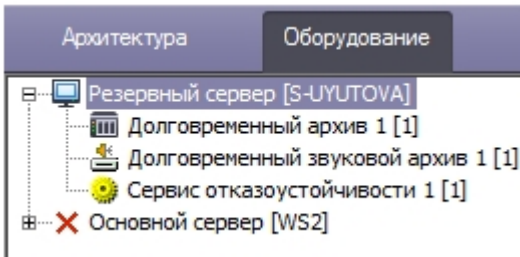 Архитектура Оборудование
Резервный сервер [S-UYUTOVA]
Долговременный архив 1 [1]
Долговременный звуковой архив 1 [1]
Сервис отказоустойчивости 1 [1]
Основной сервер [WS2]